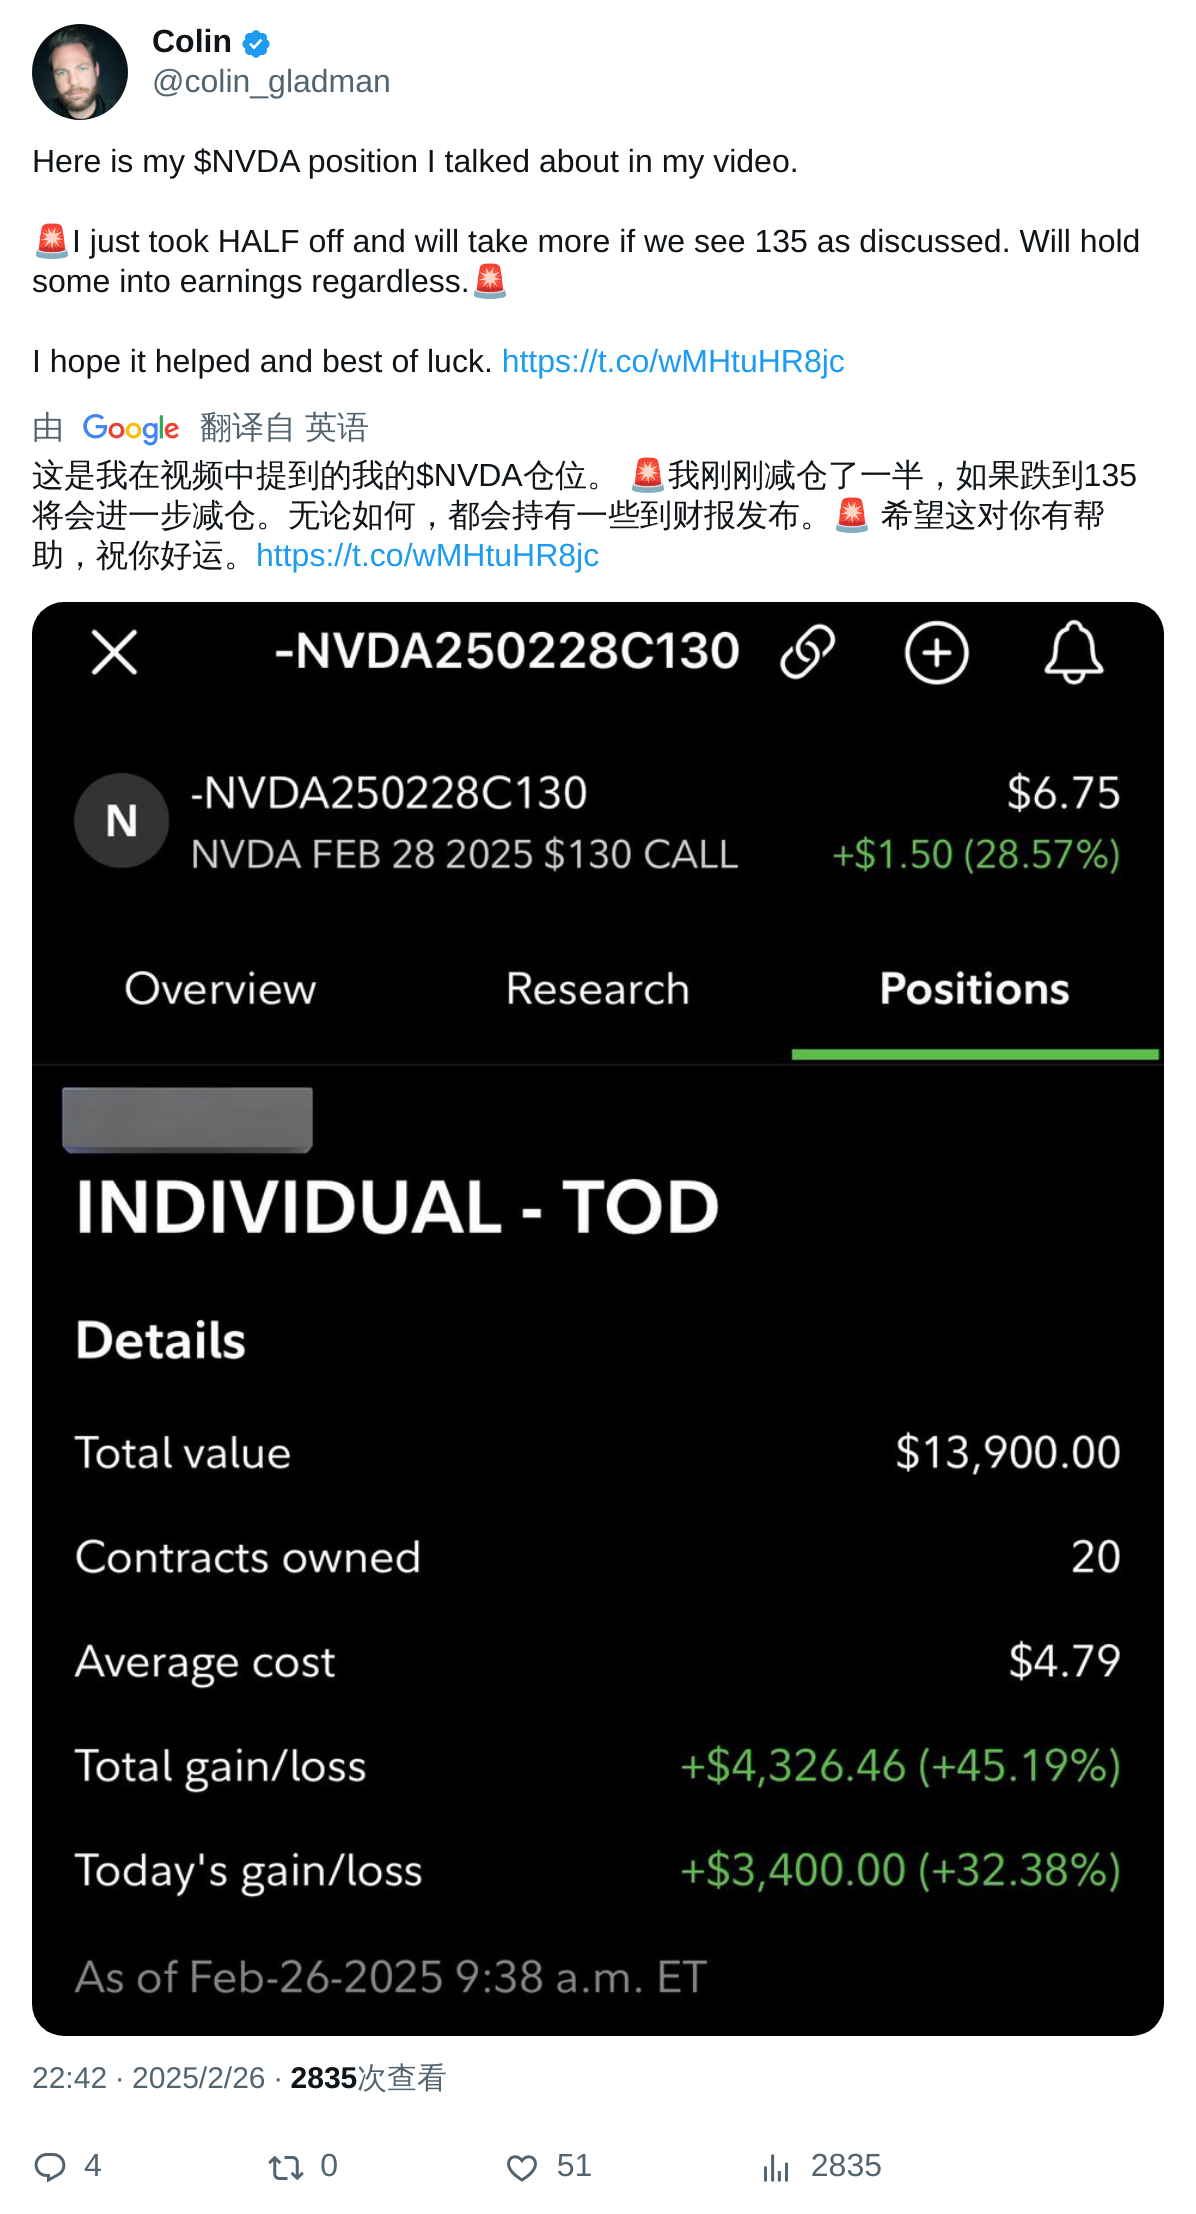 Colin
@colin_gladman
Here is my $NVDA position I talked about in my video.
🚨I just took HALF off and will take more if we see 135 as discussed. Will hold
some into earnings regardless.🚨
I hope it helped and best of luck. https://t.co/wMHtuHR8jc
由 Google 翻译自 英语
这是我在视频中提到的我的$NVDA仓位。 🚨我刚刚减仓了一半，如果跌到135
将会进一步减仓。无论如何，都会持有一些到财报发布。🚨 希望这对你有帮
助，祝你好运。https://t.co/wMHtuHR8jc
-NVDA250228C130
N
-NVDA250228C130 $6.75
NVDA FEB 28 2025 $130 CALL +$1.50 (28.57%)
Overview Research Positions
INDIVIDUAL - TOD
Details
Total value $13,900.00
Contracts owned 20
Average cost $4.79
Total gain/loss +$4,326.46 (+45.19%)
Today's gain/loss +$3,400.00 (+32.38%)
As of Feb-26-2025 9:38 a.m. ET
22:42 · 2025/2/26 · 2835次查看
4 0 51 2835